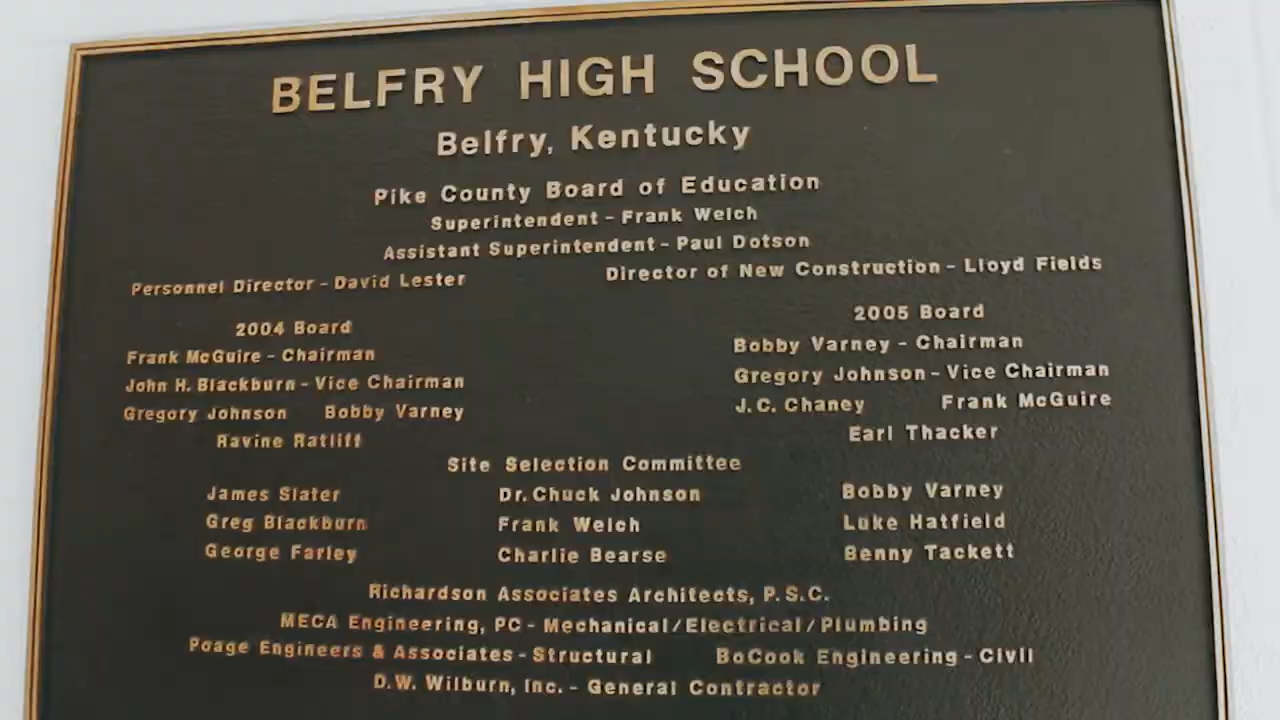 BELFRY HIGH SCHOOL
Belfry, Kentucky
Pike County Board of Education
Superintendent - Frank Welch
Assistant Superintendent - Paul Dotson
Personnel Director - David Lester    Director of New Construction - Lloyd Fields
2004 Board    2005 Board
Frank McGuire - Chairman    Bobby Varney - Chairman
John H. Blackburn - Vice Chairman    Gregory Johnson - Vice Chairman
Gregory Johnson    Bobby Varney    J.C. Chaney    Frank McGuire
Ravine Ratliff    Earl Thacker
Site Selection Committee
James Slater    Dr. Chuck Johnson    Bobby Varney
Greg Blackburn    Frank Welch    Luke Hatfield
George Farley    Charlie Bearse    Benny Tackett
Richardson Associates Architects, P.S.C.
MECA Engineering, PC - Mechanical/Electrical/Plumbing
Poage Engineers & Associates - Structural    BoCook Engineering - Civil
D.W. Wilburn, Inc. - General Contractor